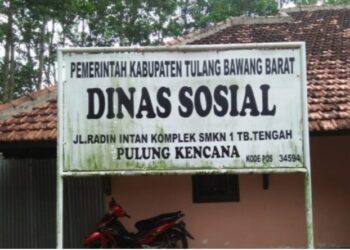 PEMERINTAH KABUPATEN TULANG BAWANG BARAT
DINAS SOSIAL
JL.RADIN INTAN KOMPLEK SMKN 1 TB.TENGAH
PULUNG KENCANA
KODE POS 34594